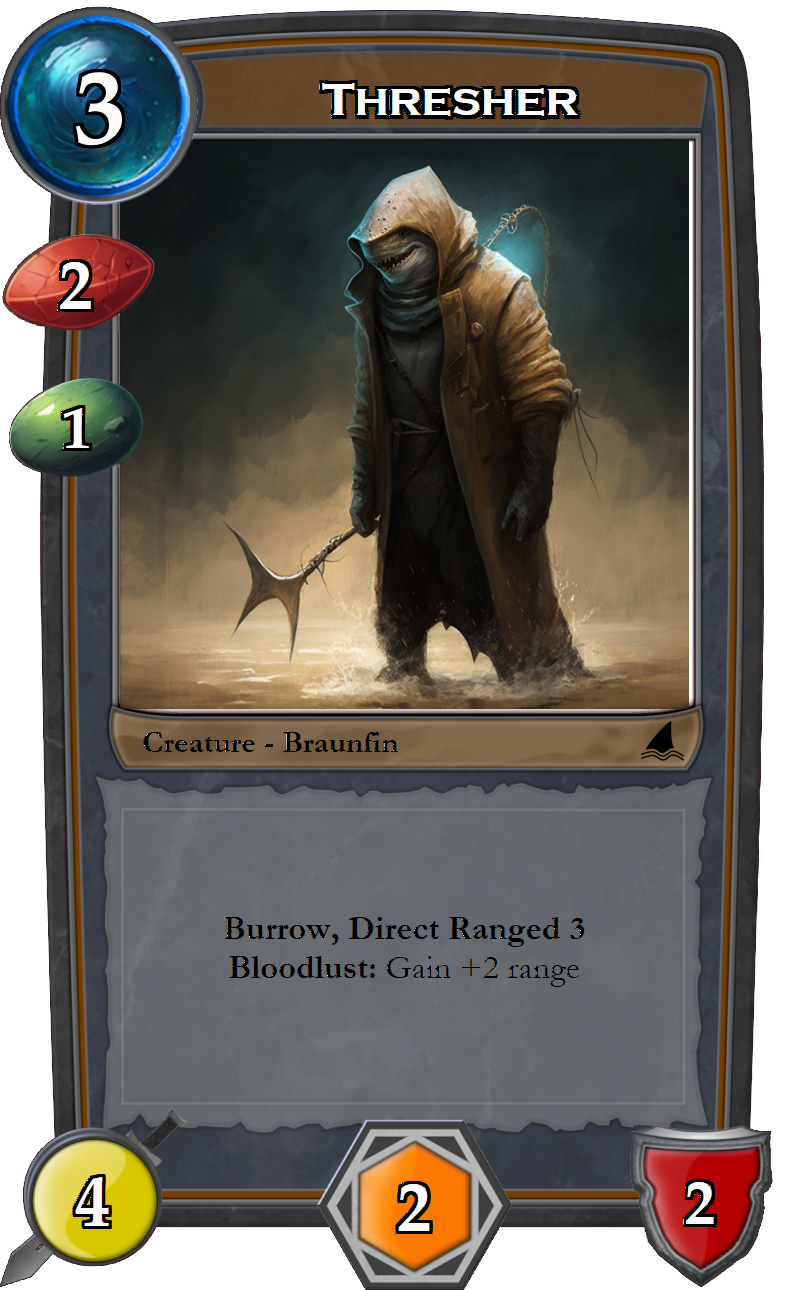 3
Thresher
2
1
Creature - Braunfin
Burrow, Direct Ranged 3
Bloodlust: Gain +2 range
4
2
2